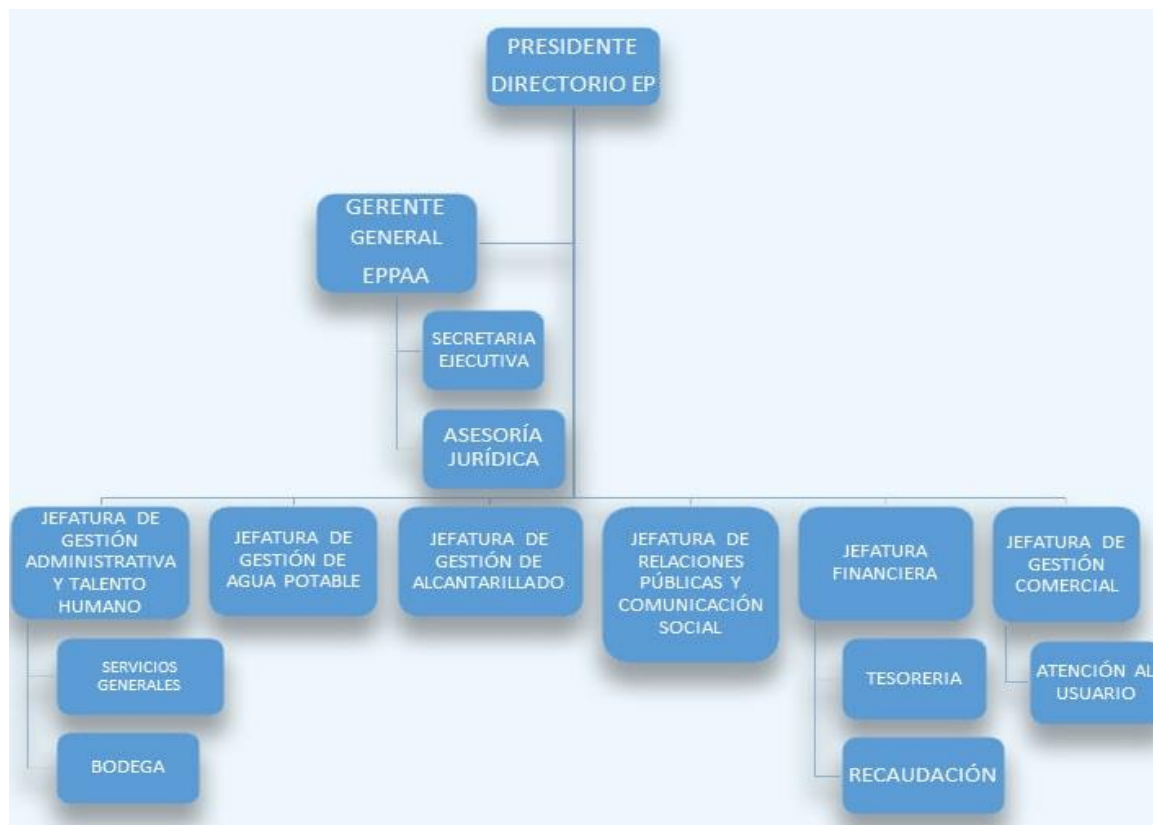 PRESIDENTE
DIRECTORIO EP
GERENTE
GENERAL
EPPAA
SECRETARIA
EJECUTIVA
ASESORÍA
JURÍDICA
JEFATURA DE
GESTIÓN
ADMINISTRATIVA
Y TALENTO
HUMANO
JEFATURA DE
GESTIÓN DE
AGUA POTABLE
JEFATURA DE
GESTIÓN DE
ALCANTARILLADO
JEFATURA DE
RELACIONES
PÚBLICAS Y
COMUNICACIÓN
SOCIAL
JEFATURA
FINANCIERA
JEFATURA DE
GESTIÓN
COMERCIAL
SERVICIOS
GENERALES
BODEGA
TESORERIA
RECAUDACIÓN
ATENCIÓN AL
USUARIO